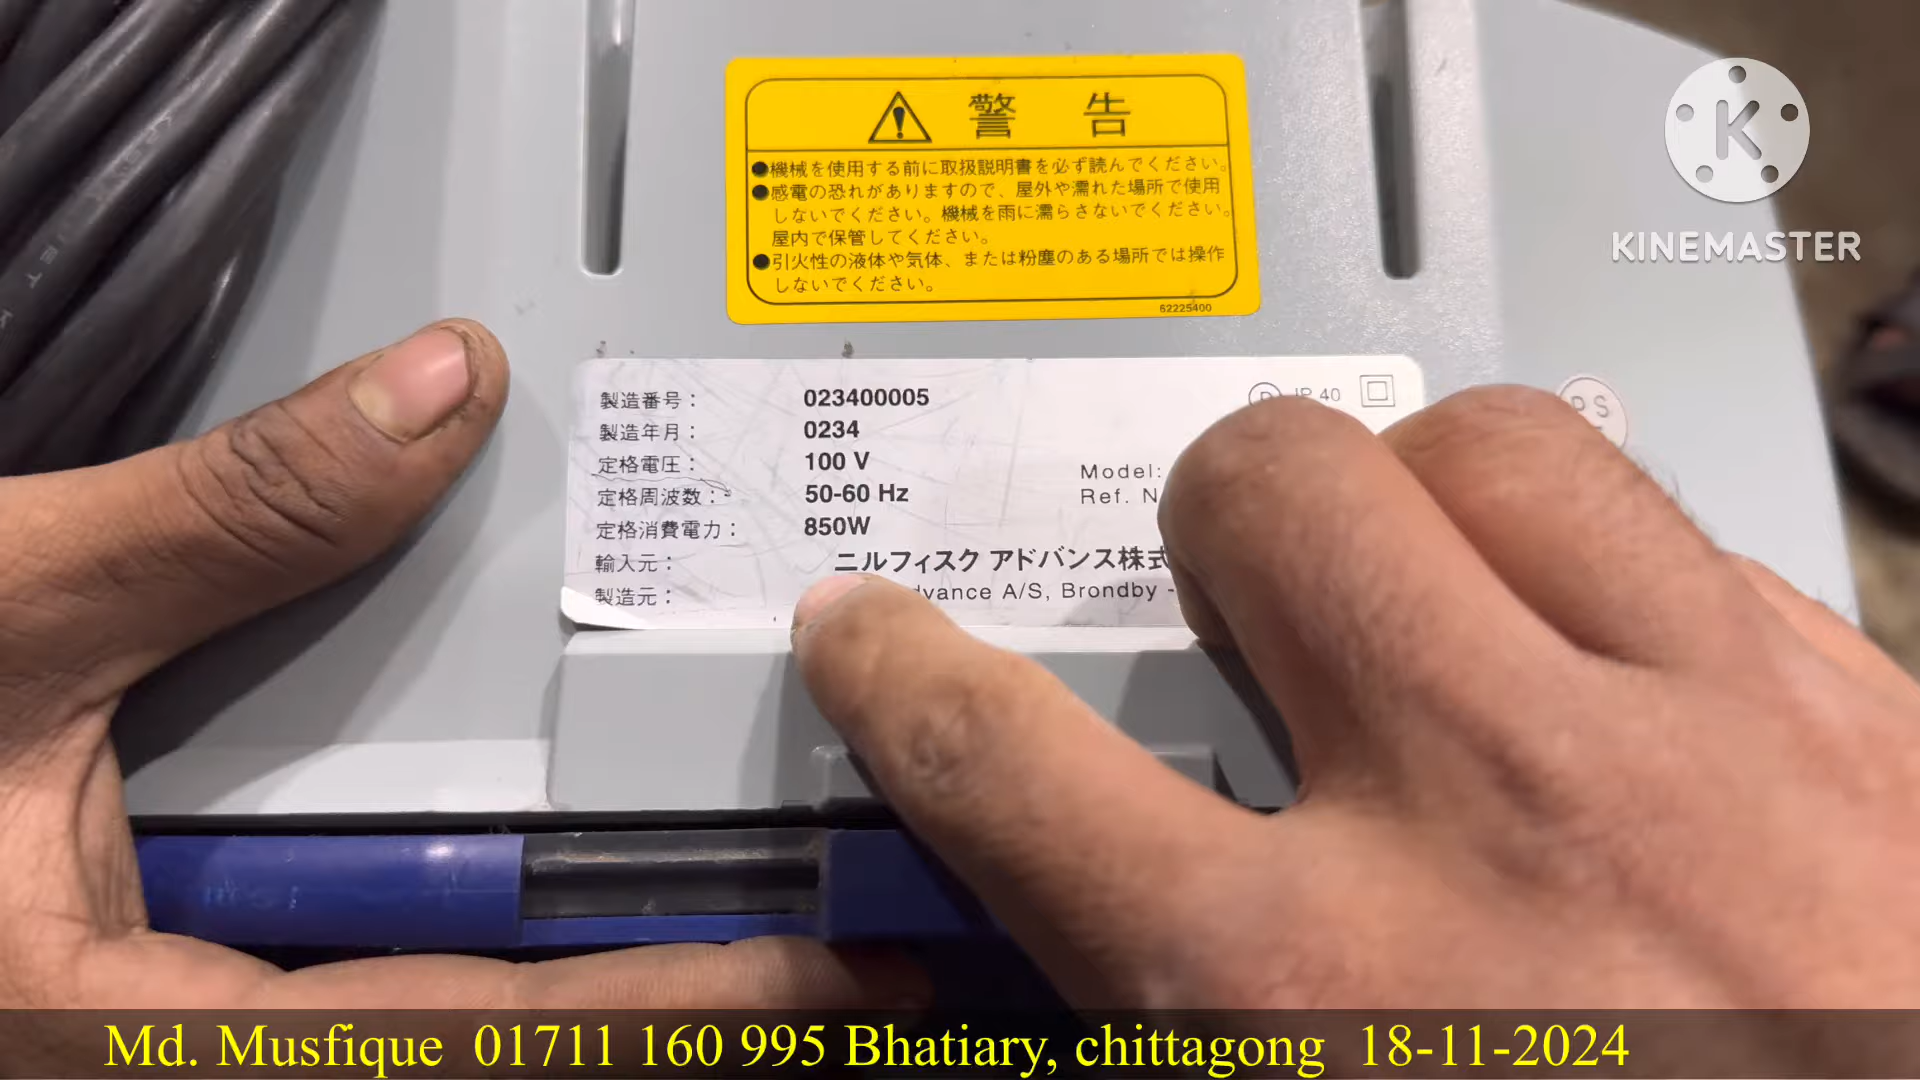 警 告
●機械を使用する前に取扱説明書を必ず読んでください。
●感電の恐れがありますので、屋外や濡れた場所で使用
しないでください。機械を雨に濡らさないでください。
屋内で保管してください。
●引火性の液体や気体、または粉塵のある場所では操作
しないでください。
62225400
KINEMASTER
製造番号： 023400005
IP 40
PS
製造年月： 0234
定格電圧： 100 V
Model:
定格周波数： 50-60 Hz
Ref. N
定格消費電力： 850W
輸入元： ニルフィスク アドバンス株式
製造元： dvance A/S, Brondby -
Md. Musfique 01711 160 995 Bhatiary, chittagong 18-11-2024